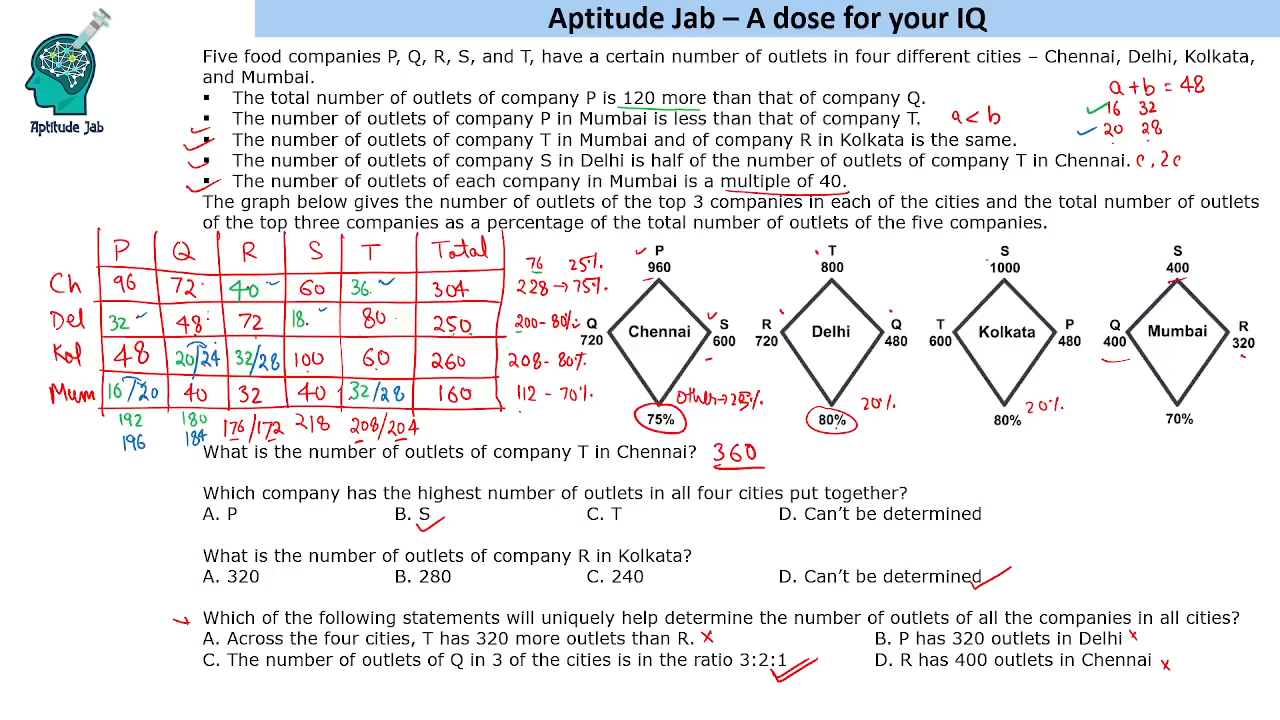 Aptitude Jab – A dose for your IQ
Aptitude Jab
Five food companies P, Q, R, S, and T, have a certain number of outlets in four different cities – Chennai, Delhi, Kolkata,
and Mumbai.
▪ The total number of outlets of company P is 120 more than that of company Q.
▪ The number of outlets of company P in Mumbai is less than that of company T.
▪ The number of outlets of company T in Mumbai and of company R in Kolkata is the same.
▪ The number of outlets of company S in Delhi is half of the number of outlets of company T in Chennai.
▪ The number of outlets of each company in Mumbai is a multiple of 40.
a + b = 48
16 32
20 28
a < b
c, 2c
The graph below gives the number of outlets of the top 3 companies in each of the cities and the total number of outlets
of the top three companies as a percentage of the total number of outlets of the five companies.
P Q R S T Total
Ch 96 72 40 60 36 304
Del 32 48 72 18 80 250
Kol 48 20/24 32/28 100 60 260
Mum 16/20 40 32 40 32/28 160
192 180 176/172 218 208/204
196 184
76 25%
228 → 75%
200 - 80%
208 - 80%
112 - 70%
P
960
Q
720
Chennai
S
600
75%
Other → 25%
T
800
R
720
Delhi
Q
480
80%
20%
S
1000
T
600
Kolkata
P
480
80%
20%
S
400
Q
400
Mumbai
R
320
70%
What is the number of outlets of company T in Chennai? 360
Which company has the highest number of outlets in all four cities put together?
A. P B. S C. T D. Can't be determined
What is the number of outlets of company R in Kolkata?
A. 320 B. 280 C. 240 D. Can't be determined
Which of the following statements will uniquely help determine the number of outlets of all the companies in all cities?
A. Across the four cities, T has 320 more outlets than R. B. P has 320 outlets in Delhi
C. The number of outlets of Q in 3 of the cities is in the ratio 3:2:1 D. R has 400 outlets in Chennai